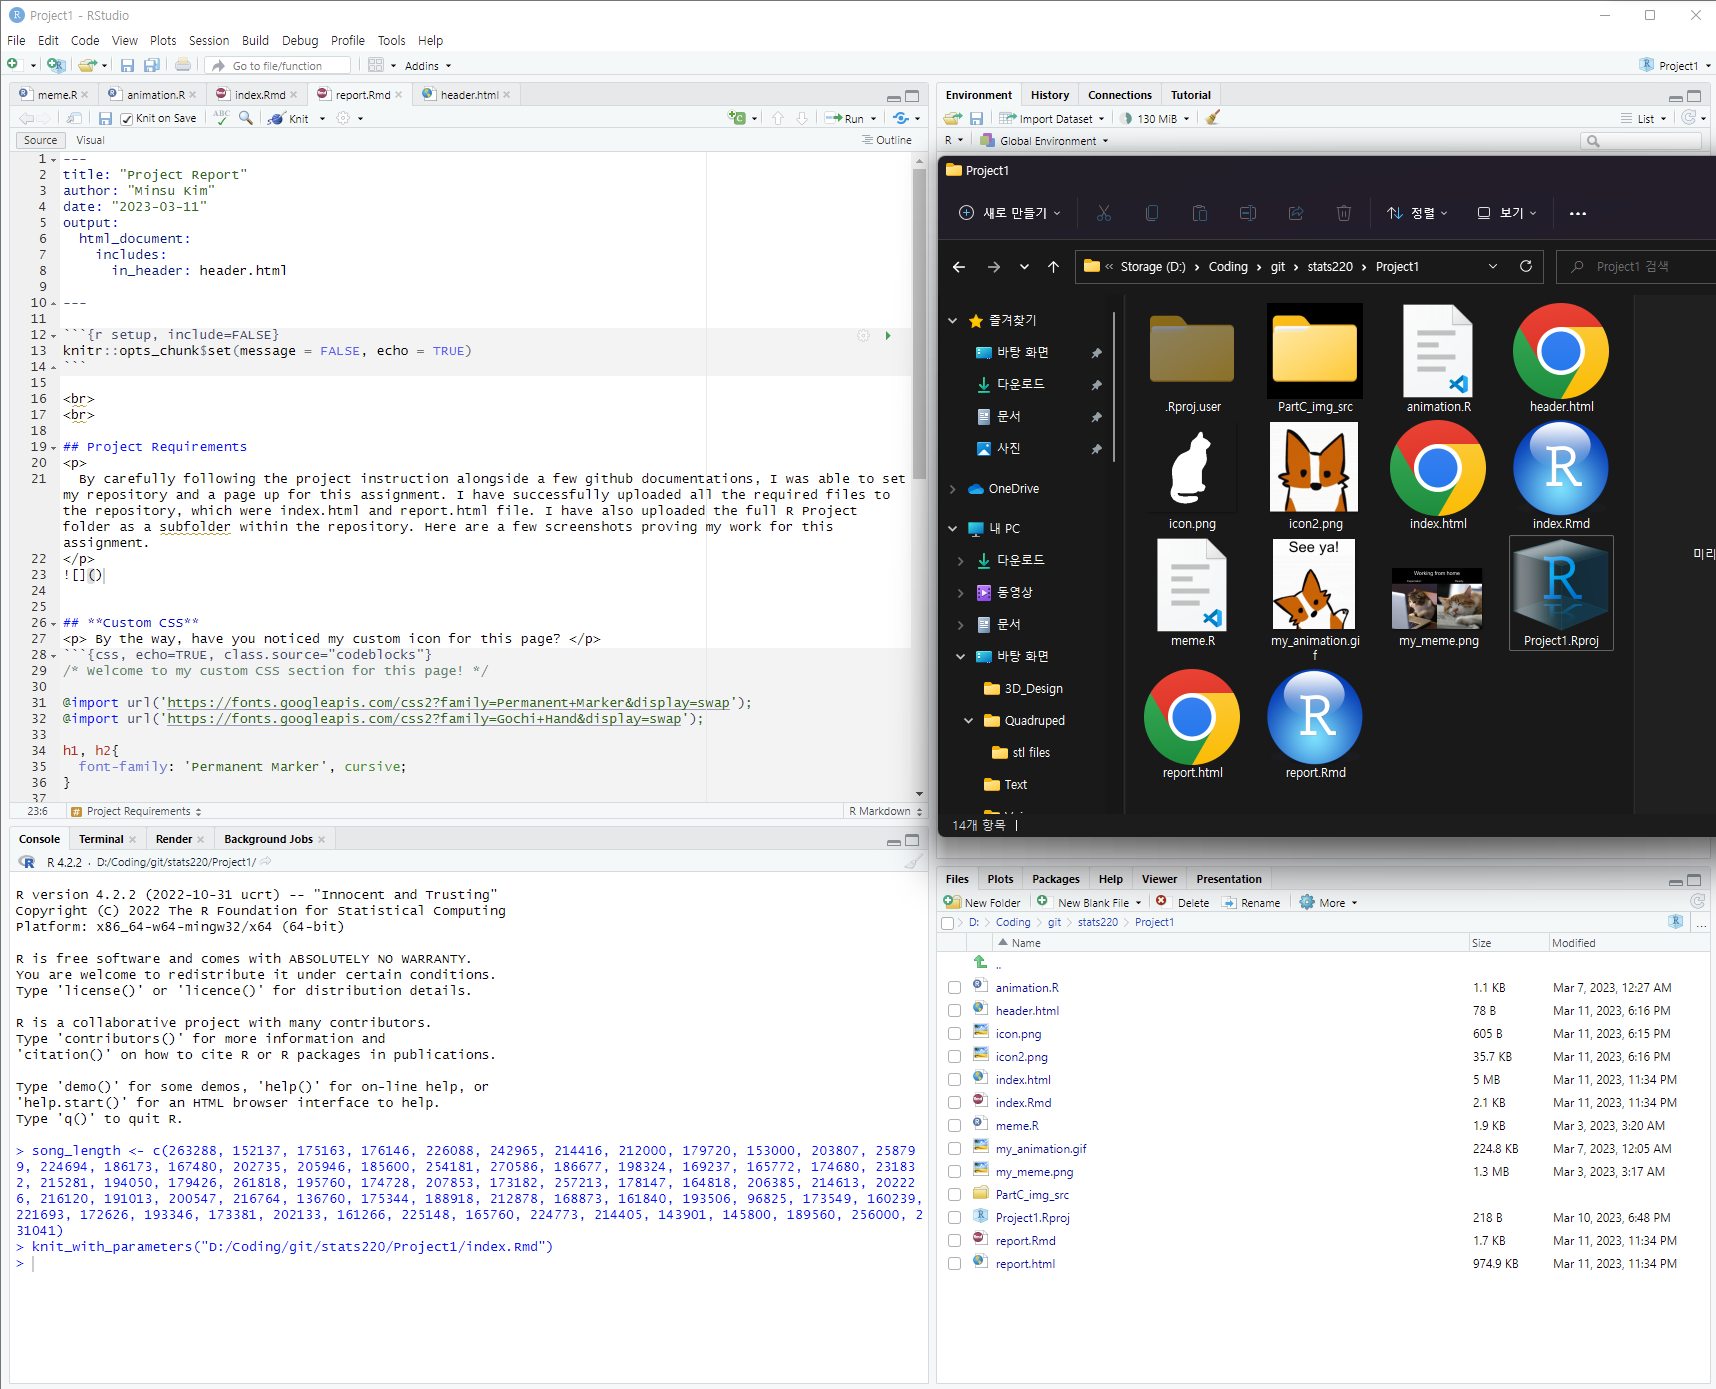 Project1 - RStudio
File Edit Code View Plots Session Build Debug Profile Tools Help
Go to file/function Addins Project1
meme.R animation.R index.Rmd report.Rmd header.html
Knit on Save ABC Knit Run
Source Visual Outline
1 ---
2 title: "Project Report"
3 author: "Minsu Kim"
4 date: "2023-03-11"
5 output:
6 html_document:
7 includes:
8 in_header: header.html
9
10 ---
11
12 ```{r setup, include=FALSE}
13 knitr::opts_chunk$set(message = FALSE, echo = TRUE)
14 ```
15
16 <br>
17 <br>
18
19 ## Project Requirements
20 <p>
21 By carefully following the project instruction alongside a few github documentations, I was able to set
my repository and a page up for this assignment. I have successfully uploaded all the required files to
the repository, which were index.html and report.html file. I have also uploaded the full R Project
folder as a subfolder within the repository. Here are a few screenshots proving my work for this
assignment.
22 </p>
23 ![]()
24
25
26 ## **Custom CSS**
27 <p> By the way, have you noticed my custom icon for this page? </p>
28 ```{css, echo=TRUE, class.source="codeblocks"}
29 /* Welcome to my custom CSS section for this page! */
30
31 @import url('https://fonts.googleapis.com/css2?family=Permanent+Marker&display=swap');
32 @import url('https://fonts.googleapis.com/css2?family=Gochi+Hand&display=swap');
33
34 h1, h2{
35 font-family: 'Permanent Marker', cursive;
36 }
37
23:6 Project Requirements R Markdown
Console Terminal Render Background Jobs
R 4.2.2 · D:/Coding/git/stats220/Project1/
R version 4.2.2 (2022-10-31 ucrt) -- "Innocent and Trusting"
Copyright (C) 2022 The R Foundation for Statistical Computing
Platform: x86_64-w64-mingw32/x64 (64-bit)
R is free software and comes with ABSOLUTELY NO WARRANTY.
You are welcome to redistribute it under certain conditions.
Type 'license()' or 'licence()' for distribution details.
R is a collaborative project with many contributors.
Type 'contributors()' for more information and
'citation()' on how to cite R or R packages in publications.
Type 'demo()' for some demos, 'help()' for on-line help, or
'help.start()' for an HTML browser interface to help.
Type 'q()' to quit R.
> song_length <- c(263288, 152137, 175163, 176146, 226088, 242965, 214416, 212000, 179720, 153000, 203807, 25879
9, 224694, 186173, 167480, 202735, 205946, 185600, 254181, 270586, 186677, 198324, 169237, 165772, 174680, 23183
2, 215281, 194050, 179426, 261818, 195760, 174728, 207853, 173182, 257213, 178147, 164818, 206385, 214613, 20222
6, 216120, 191013, 200547, 216764, 136760, 175344, 188918, 212878, 168873, 161840, 193506, 96825, 173549, 160239,
221693, 172626, 193346, 173381, 202133, 161266, 225148, 165760, 224773, 214405, 143901, 145800, 189560, 256000, 2
31041)
> knit_with_parameters("D:/Coding/git/stats220/Project1/index.Rmd")
>
Environment History Connections Tutorial
Import Dataset 130 MiB List
R Global Environment
Project1
새로 만들기 정렬 보기
« Storage (D:) › Coding › git › stats220 › Project1
Project1 검색
즐겨찾기
바탕 화면
다운로드
문서
사진
OneDrive
내 PC
다운로드
동영상
문서
바탕 화면
3D_Design
Quadruped
stl files
Text
.Rproj.user PartC_img_src animation.R header.html
icon.png icon2.png index.html index.Rmd
See ya!
Working from home
meme.R my_animation.gi
f my_meme.png Project1.Rproj
report.html report.Rmd
미리
14개 항목
Files Plots Packages Help Viewer Presentation
New Folder New Blank File Delete Rename More
D: Coding git stats220 Project1 ...
Name Size Modified
..
animation.R 1.1 KB Mar 7, 2023, 12:27 AM
header.html 78 B Mar 11, 2023, 6:16 PM
icon.png 605 B Mar 11, 2023, 6:15 PM
icon2.png 35.7 KB Mar 11, 2023, 6:16 PM
index.html 5 MB Mar 11, 2023, 11:34 PM
index.Rmd 2.1 KB Mar 11, 2023, 11:34 PM
meme.R 1.9 KB Mar 3, 2023, 3:20 AM
my_animation.gif 224.8 KB Mar 7, 2023, 12:05 AM
my_meme.png 1.3 MB Mar 3, 2023, 3:17 AM
PartC_img_src
Project1.Rproj 218 B Mar 10, 2023, 6:48 PM
report.Rmd 1.7 KB Mar 11, 2023, 11:34 PM
report.html 974.9 KB Mar 11, 2023, 11:34 PM